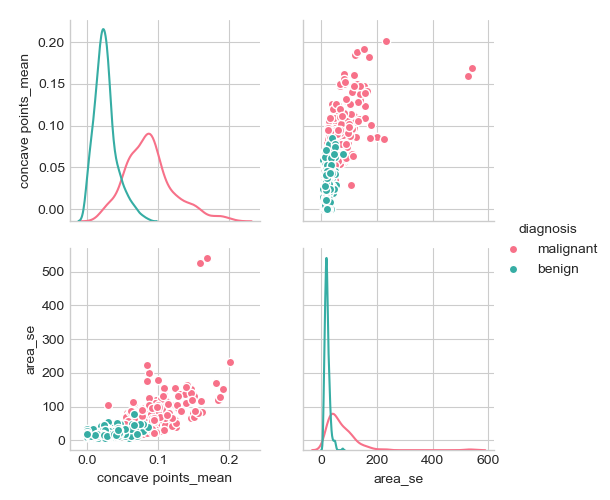 0.20
0.15
0.10
0.05
0.00
concave points_mean
diagnosis
malignant
benign
500
400
300
200
100
0
area_se
0.0 0.1 0.2
concave points_mean
0 200 400 600
area_se